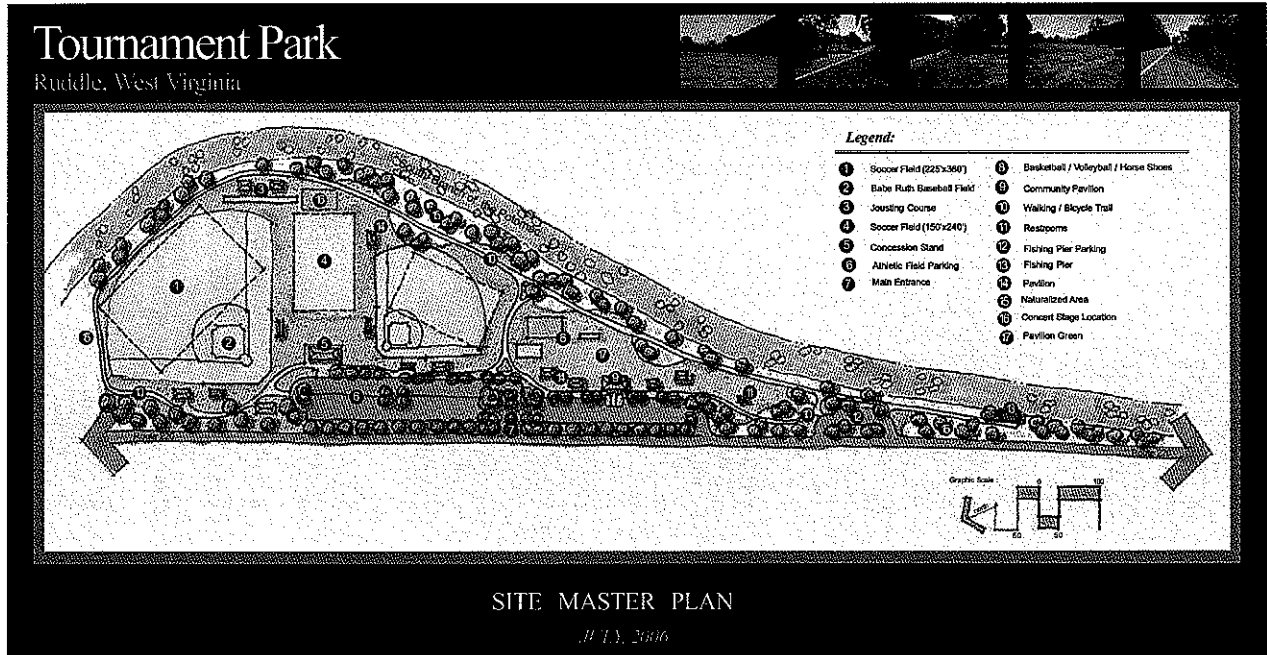 Tournament Park
Ruddle, West Virginia
Legend:
1 Soccer Field (225'x360')
2 Babe Ruth Baseball Field
3 Jousting Course
4 Soccer Field (150'x240')
5 Concession Stand
6 Athletic Field Parking
7 Main Entrance
8 Basketball / Volleyball / Horse Shoes
9 Community Pavilion
10 Walking / Bicycle Trail
11 Restrooms
12 Fishing Pier Parking
13 Fishing Pier
14 Pavilion
15 Naturalized Area
16 Concert Stage Location
17 Pavilion Green
Graphic Scale :
0 100
north
50 50
SITE MASTER PLAN
JULY, 2006